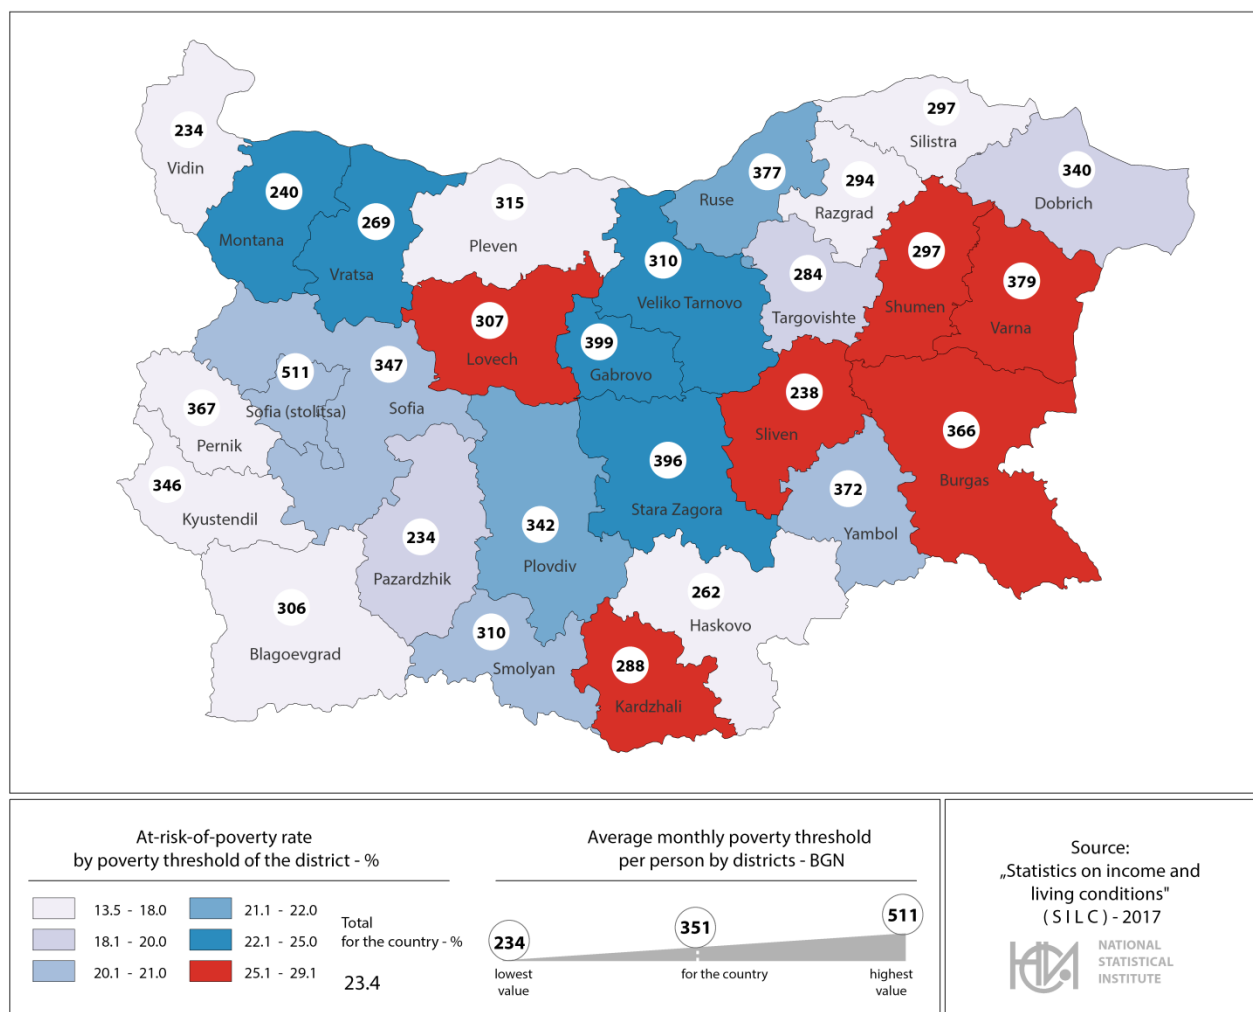 234
Vidin
240
Montana
269
Vratsa
315
Pleven
377
Ruse
297
Silistra
294
Razgrad
340
Dobrich
310
Veliko Tarnovo
284
Targovishte
297
Shumen
379
Varna
307
Lovech
399
Gabrovo
511
Sofia (stolitsa)
347
Sofia
367
Pernik
346
Kyustendil
238
Sliven
366
Burgas
396
Stara Zagora
372
Yambol
342
Plovdiv
234
Pazardzhik
306
Blagoevgrad
310
Smolyan
262
Haskovo
288
Kardzhali
At-risk-of-poverty rate
by poverty threshold of the district - %
13.5 - 18.0
18.1 - 20.0
20.1 - 21.0
21.1 - 22.0
22.1 - 25.0
25.1 - 29.1
Total
for the country - %
23.4
Average monthly poverty threshold
per person by districts - BGN
234
351
511
lowest
value
for the country
highest
value
Source:
„Statistics on income and
living conditions"
( S I L C ) - 2017
НСИ
NATIONAL
STATISTICAL
INSTITUTE